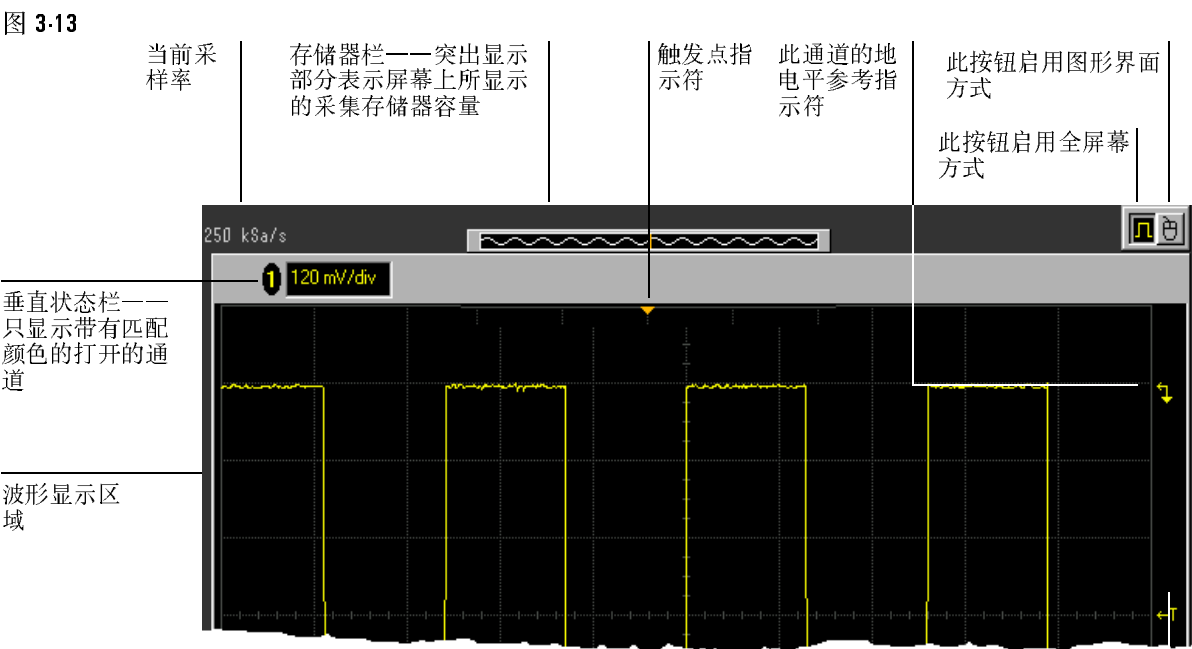 图 3-13
当前采
样率
存储器栏——突出显示
部分表示屏幕上所显示
的采集存储器容量
触发点指
示符
此通道的地
电平参考指
示符
此按钮启用图形界面
方式
此按钮启用全屏幕
方式
250 kSa/s
1
120 mV/div
垂直状态栏——
只显示带有匹配
颜色的打开的通
道
波形显示区
域
T